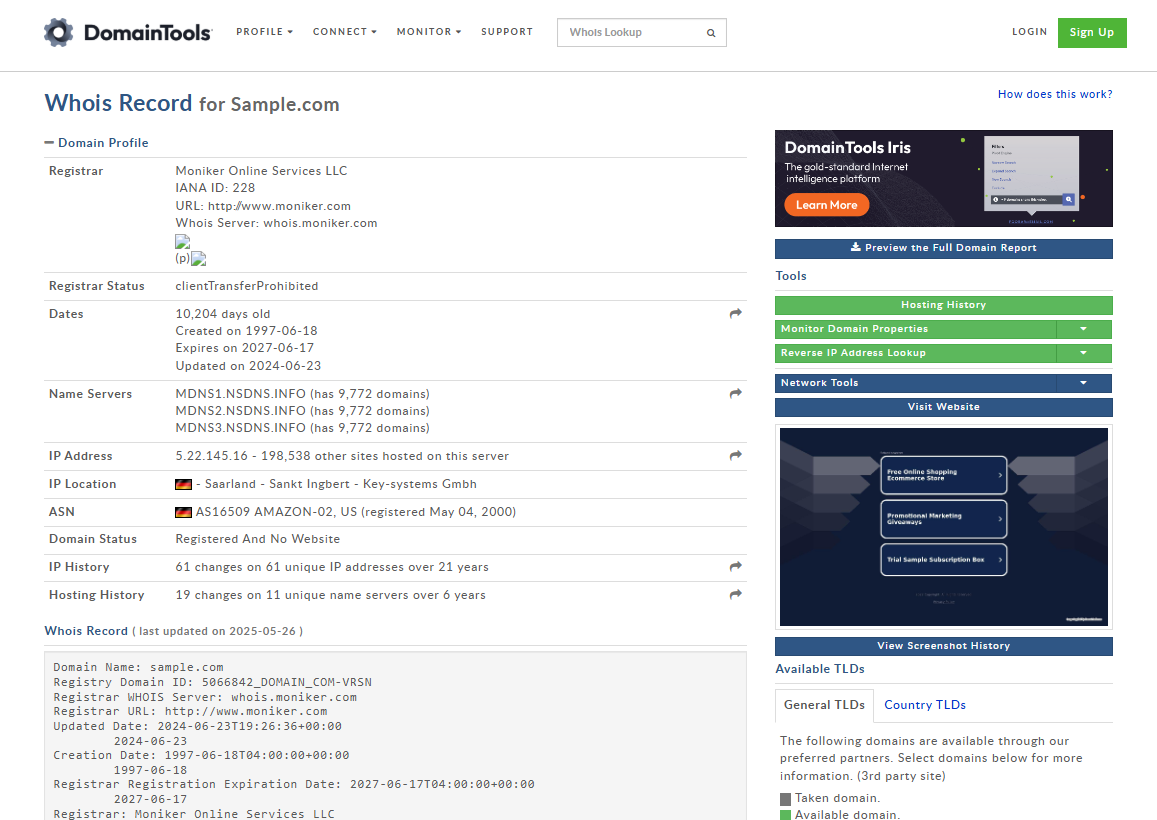 DomainTools
PROFILE
CONNECT
MONITOR
SUPPORT
Whois Lookup
LOGIN
Sign Up
Whois Record for Sample.com
How does this work?
Domain Profile
Registrar
Moniker Online Services LLC
IANA ID: 228
URL: http://www.moniker.com
Whois Server: whois.moniker.com
(p)
Registrar Status
clientTransferProhibited
Dates
10,204 days old
Created on 1997-06-18
Expires on 2027-06-17
Updated on 2024-06-23
Name Servers
MDNS1.NSDNS.INFO (has 9,772 domains)
MDNS2.NSDNS.INFO (has 9,772 domains)
MDNS3.NSDNS.INFO (has 9,772 domains)
IP Address
5.22.145.16 - 198,538 other sites hosted on this server
IP Location
- Saarland - Sankt Ingbert - Key-systems Gmbh
ASN
AS16509 AMAZON-02, US (registered May 04, 2000)
Domain Status
Registered And No Website
IP History
61 changes on 61 unique IP addresses over 21 years
Hosting History
19 changes on 11 unique name servers over 6 years
Whois Record ( last updated on 2025-05-26 )
Domain Name: sample.com
Registry Domain ID: 5066842_DOMAIN_COM-VRSN
Registrar WHOIS Server: whois.moniker.com
Registrar URL: http://www.moniker.com
Updated Date: 2024-06-23T19:26:36+00:00
2024-06-23
Creation Date: 1997-06-18T04:00:00+00:00
1997-06-18
Registrar Registration Expiration Date: 2027-06-17T04:00:00+00:00
2027-06-17
Registrar: Moniker Online Services LLC
DomainTools Iris
The gold-standard Internet
intelligence platform
Learn More
Filters
Preview the Full Domain Report
Tools
Hosting History
Monitor Domain Properties
Reverse IP Address Lookup
Network Tools
Visit Website
Free Online Shopping
Ecommerce Store
Promotional Marketing
Giveaways
Trial Sample Subscription Box
View Screenshot History
Available TLDs
General TLDs
Country TLDs
The following domains are available through our
preferred partners. Select domains below for more
information. (3rd party site)
Taken domain.
Available domain.